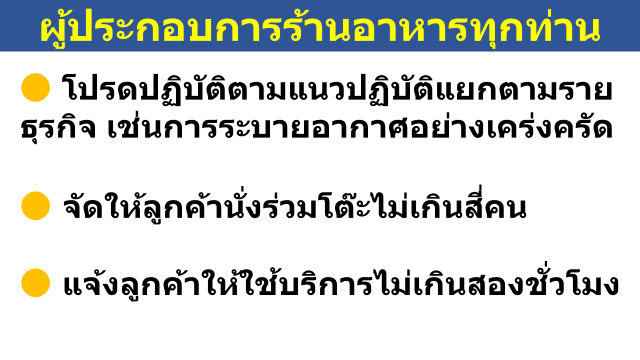 ผู้ประกอบการร้านอาหารทุกท่าน
โปรดปฏิบัติตามแนวปฏิบัติแยกตามราย
ธุรกิจ เช่นการระบายอากาศอย่างเคร่งครัด
จัดให้ลูกค้านั่งร่วมโต๊ะไม่เกินสี่คน
แจ้งลูกค้าให้ใช้บริการไม่เกินสองชั่วโมง